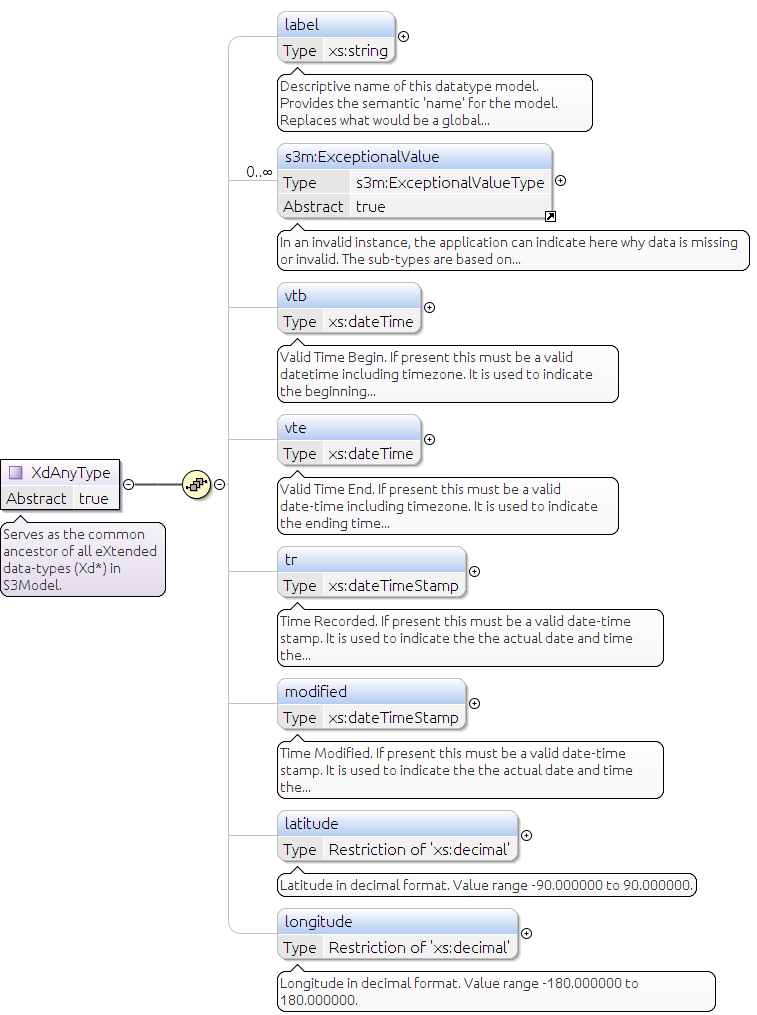 label
Type xs:string
Descriptive name of this datatype model.
Provides the semantic 'name' for the model.
Replaces what would be a global...
0..∞
s3m:ExceptionalValue
Type s3m:ExceptionalValueType
Abstract true
In an invalid instance, the application can indicate here why data is missing
or invalid. The sub-types are based on...
vtb
Type xs:dateTime
Valid Time Begin. If present this must be a valid
datetime including timezone. It is used to indicate
the beginning...
vte
Type xs:dateTime
Valid Time End. If present this must be a valid
date-time including timezone. It is used to indicate
the ending time...
XdAnyType
Abstract true
Serves as the common
ancestor of all eXtended
data-types (Xd*) in
S3Model.
tr
Type xs:dateTimeStamp
Time Recorded. If present this must be a valid date-time
stamp. It is used to indicate the the actual date and time
the...
modified
Type xs:dateTimeStamp
Time Modified. If present this must be a valid date-time
stamp. It is used to indicate the the actual date and time
the...
latitude
Type Restriction of 'xs:decimal'
Latitude in decimal format. Value range -90.000000 to 90.000000.
longitude
Type Restriction of 'xs:decimal'
Longitude in decimal format. Value range -180.000000 to
180.000000.